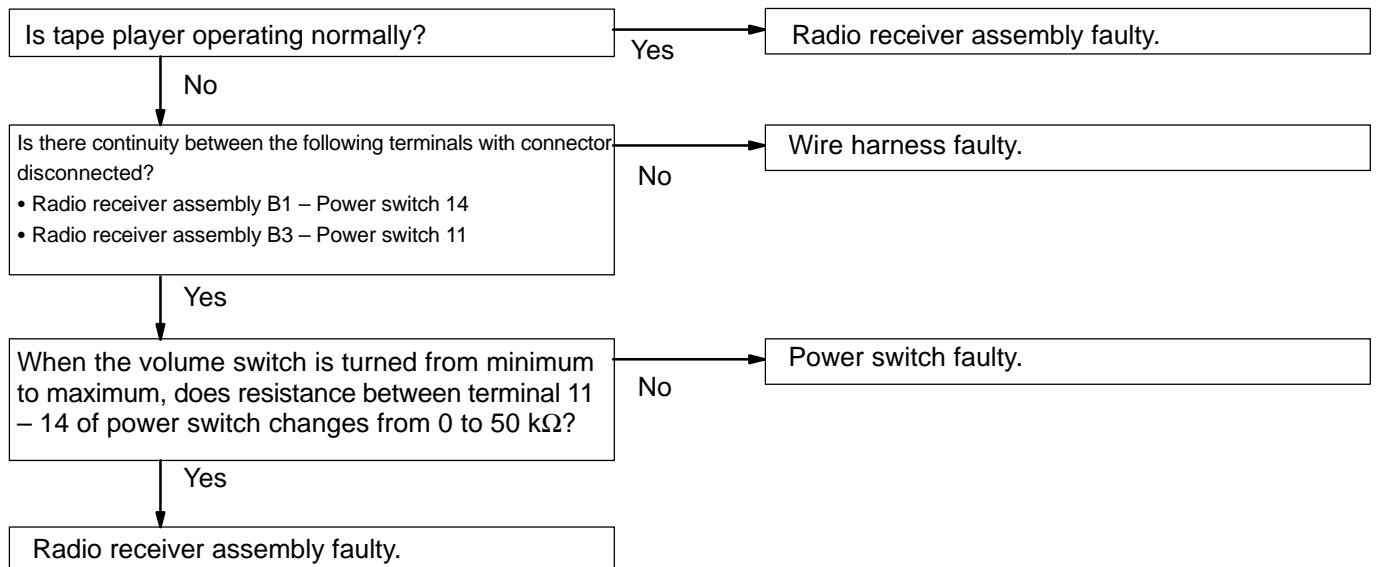 Is tape player operating normally?
Yes
Radio receiver assembly faulty.
No
Is there continuity between the following terminals with connector
disconnected?
• Radio receiver assembly B1 – Power switch 14
• Radio receiver assembly B3 – Power switch 11
No
Wire harness faulty.
Yes
When the volume switch is turned from minimum
to maximum, does resistance between terminal 11
– 14 of power switch changes from 0 to 50 kΩ?
No
Power switch faulty.
Yes
Radio receiver assembly faulty.